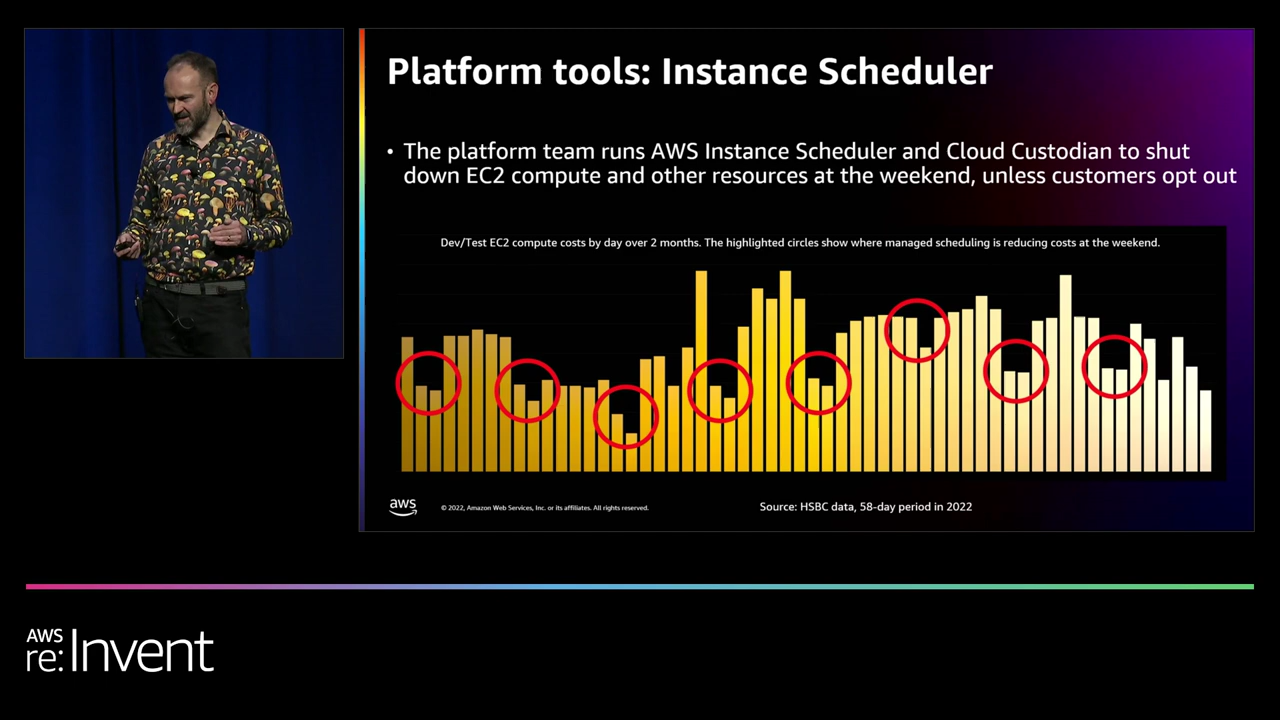 Platform tools: Instance Scheduler
• The platform team runs AWS Instance Scheduler and Cloud Custodian to shut
down EC2 compute and other resources at the weekend, unless customers opt out
Dev/Test EC2 compute costs by day over 2 months. The highlighted circles show where managed scheduling is reducing costs at the weekend.
aws
© 2022, Amazon Web Services, Inc. or its affiliates. All rights reserved.
Source: HSBC data, 58-day period in 2022
AWS
re:Invent